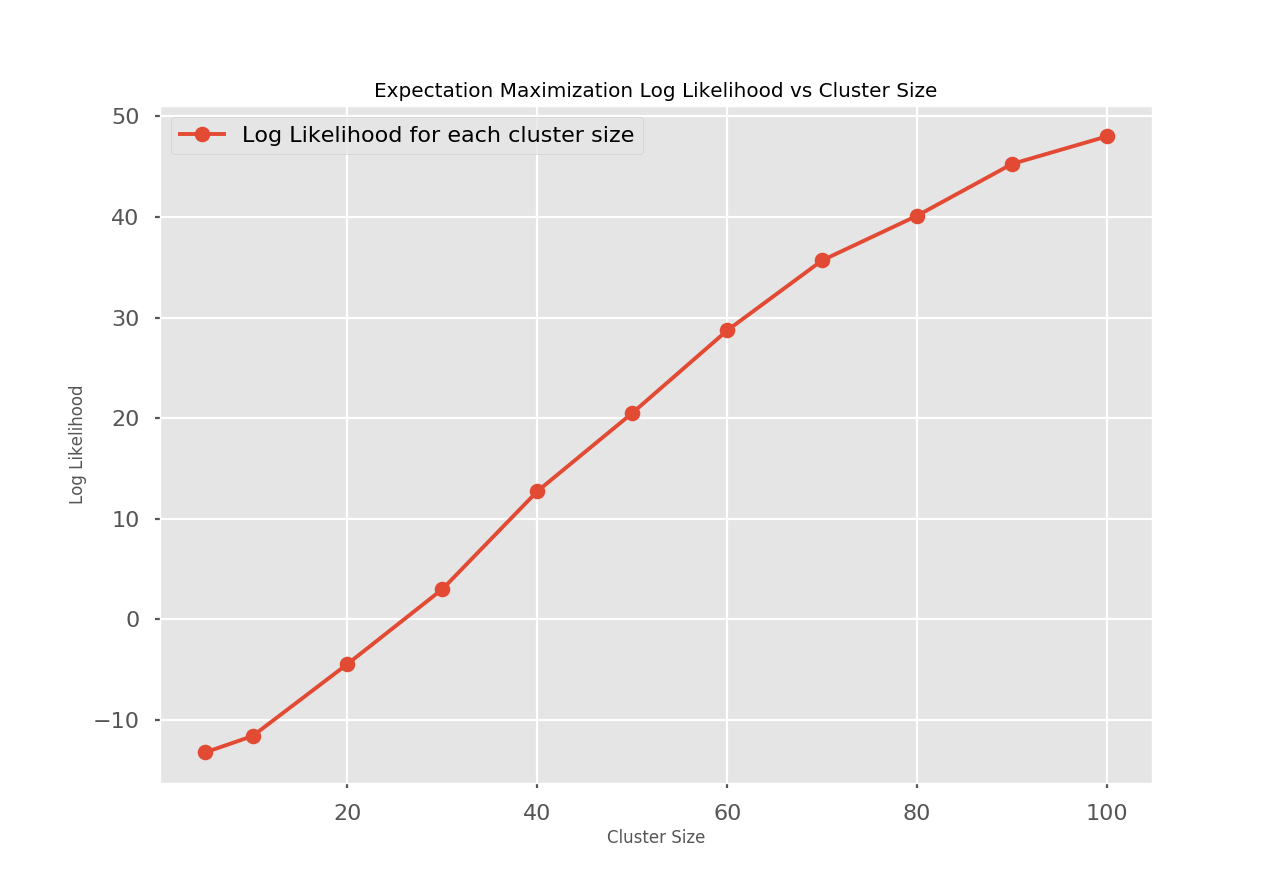 Expectation Maximization Log Likelihood vs Cluster Size
Log Likelihood for each cluster size
50
40
30
20
10
0
−10
Log Likelihood
20 40 60 80 100
Cluster Size